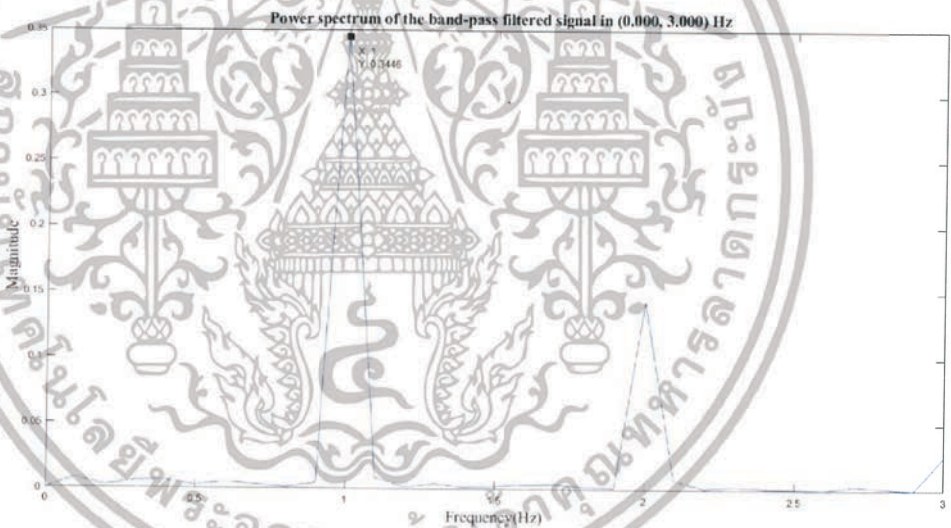 Power spectrum of the band-pass filtered signal in (0.000, 3.000) Hz
0.35
X: 1
Y: 0.3446
0.3
0.25
0.2
0.15
0.1
0.05
0
Magnitude
0 0.5 1 1.5 2 2.5 3
Frequency(Hz)